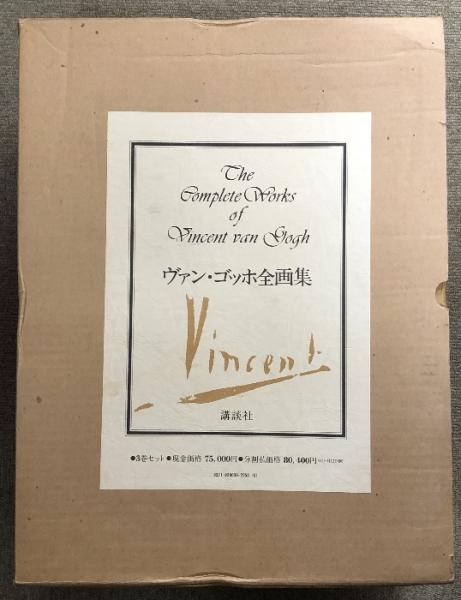 The
Complete Works
of
Vincent van Gogh
ヴァン・ゴッホ全画集
Vincent
講談社
●3巻セット●現金価格 75,000円●分割払価格 80,400円